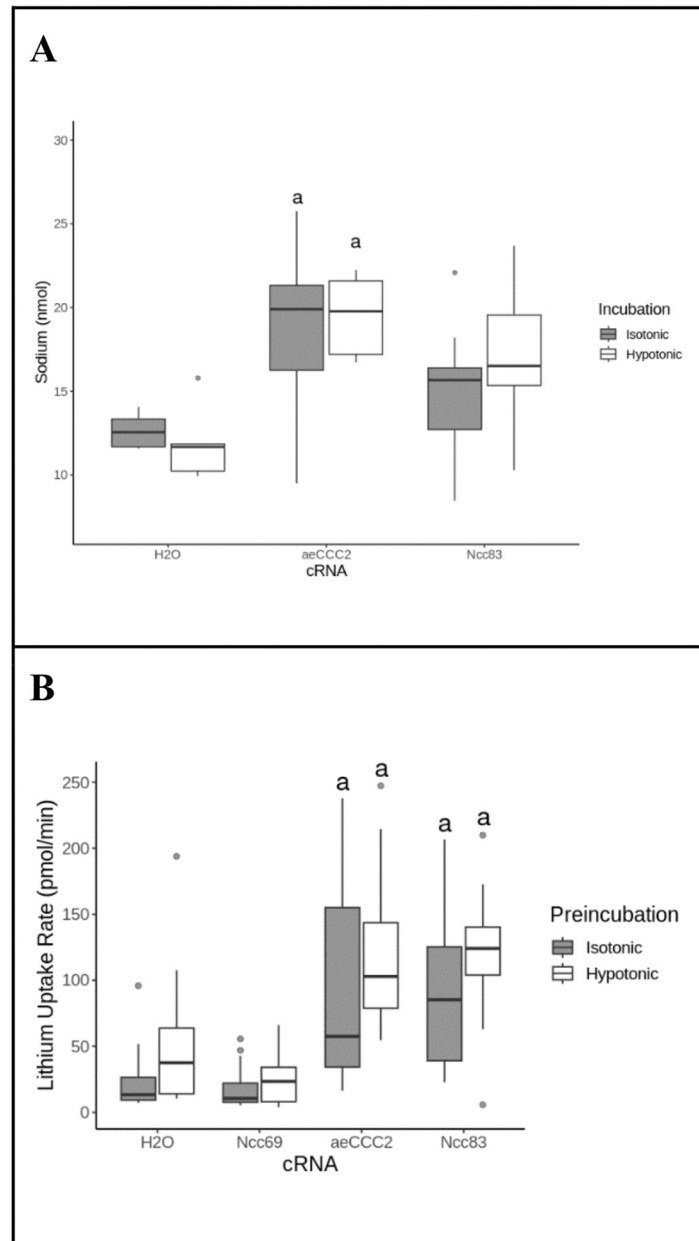 A
30
25
20
15
10
Sodium (nmol)
a
a
H2O
aeCCC2
Ncc83
cRNA
Incubation
Isotonic
Hypotonic
B
250
200
150
100
50
0
Lithium Uptake Rate (pmol/min)
a
a
a
a
H2O
Ncc69
aeCCC2
Ncc83
cRNA
Preincubation
Isotonic
Hypotonic